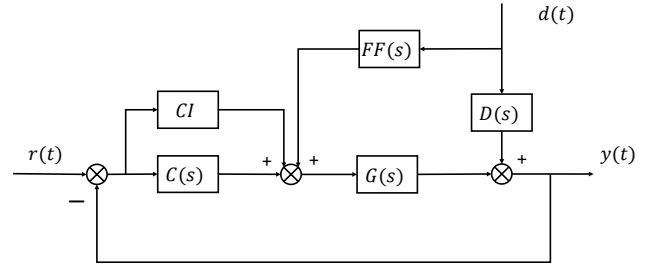 d(t)
FF(s)
CI
D(s)
r(t)
+
+
+
y(t)
C(s)
G(s)
−